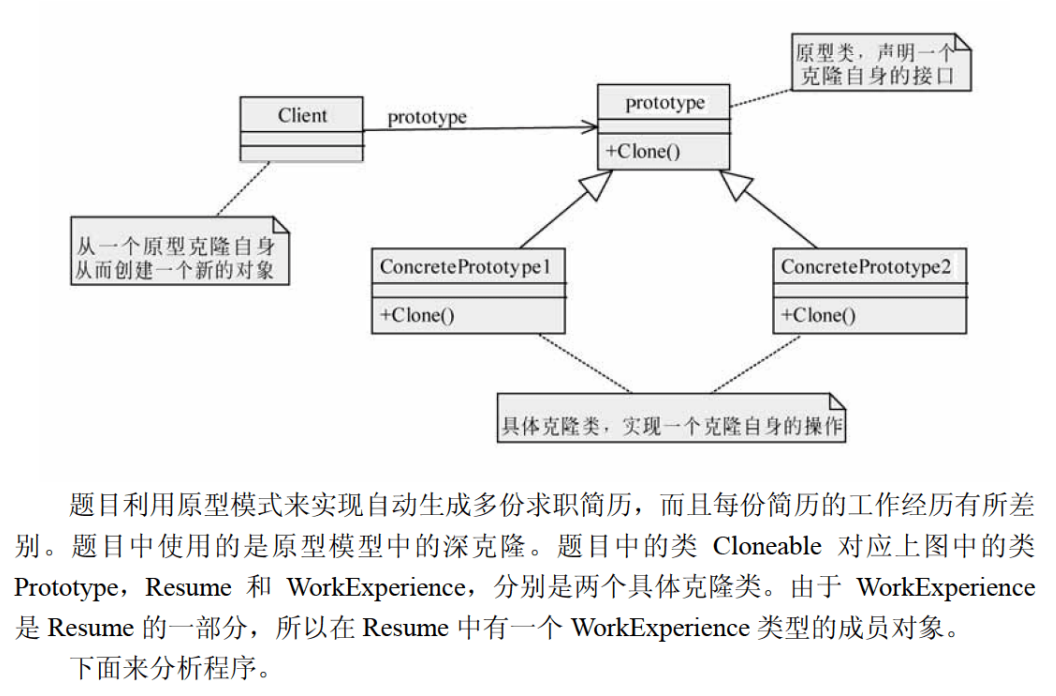 原型类，声明一个
克隆自身的接口
Client
prototype
prototype
+Clone()
从一个原型克隆自身
从而创建一个新的对象
ConcretePrototype1
+Clone()
ConcretePrototype2
+Clone()
具体克隆类，实现一个克隆自身的操作
题目利用原型模式来实现自动生成多份求职简历，而且每份简历的工作经历有所差
别。题目中使用的是原型模型中的深克隆。题目中的类 Cloneable 对应上图中的类
Prototype，Resume 和 WorkExperience，分别是两个具体克隆类。由于 WorkExperience
是 Resume 的一部分，所以在 Resume 中有一个 WorkExperience 类型的成员对象。
下面来分析程序。